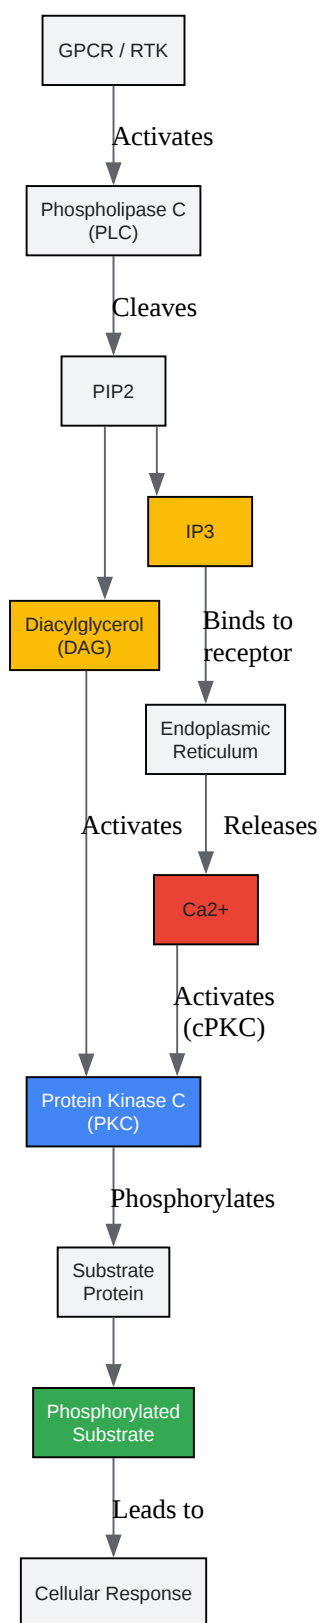 GPCR / RTK
Activates
Phospholipase C
(PLC)
Cleaves
PIP2
IP3
Diacylglycerol
(DAG)
Binds to
receptor
Endoplasmic
Reticulum
Activates
Releases
Ca2+
Activates
(cPKC)
Protein Kinase C
(PKC)
Phosphorylates
Substrate
Protein
Phosphorylated
Substrate
Leads to
Cellular Response